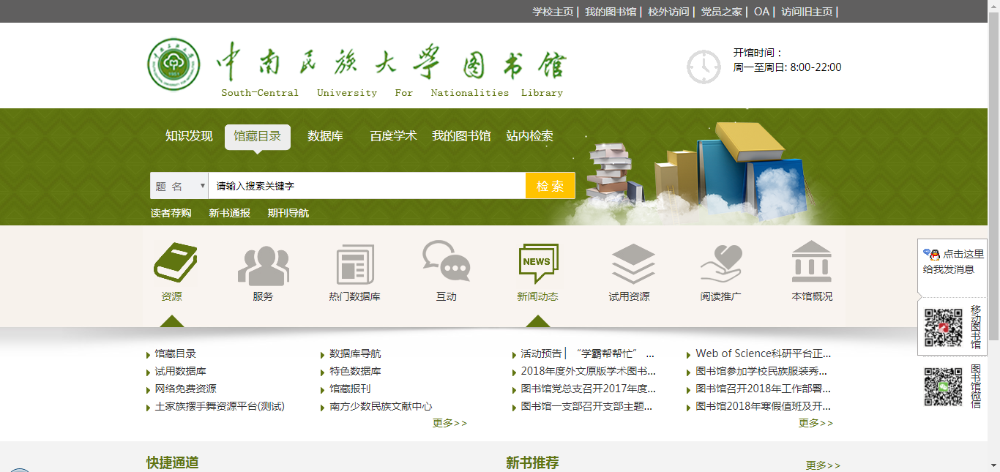 学校主页 | 我的图书馆 | 校外访问 | 党员之家 | OA | 访问旧主页 |
中南民族大学图书馆
South-Central University For Nationalities Library
开馆时间：
周一至周日: 8:00-22:00
知识发现 馆藏目录 数据库 百度学术 我的图书馆 站内检索
题 名 请输入搜索关键字 检 索
读者荐购 新书通报 期刊导航
NEWS
资源 服务 热门数据库 互动 新闻动态 试用资源 阅读推广 本馆概况
点击这里
给我发消息
移动图书馆
图书馆微信
馆藏目录 数据库导航 活动预告│“学霸帮帮忙” ... Web of Science科研平台正...
试用数据库 特色数据库 2018年度外文原版学术图书... 图书馆参加学校民族服装秀...
网络免费资源 馆藏报刊 图书馆党总支召开2017年度... 图书馆召开2018年工作部署...
土家族摆手舞资源平台(测试) 南方少数民族文献中心 图书馆一支部召开支部主题... 图书馆2018年寒假值班及开...
更多>> 更多>>
快捷通道 新书推荐 更多>>